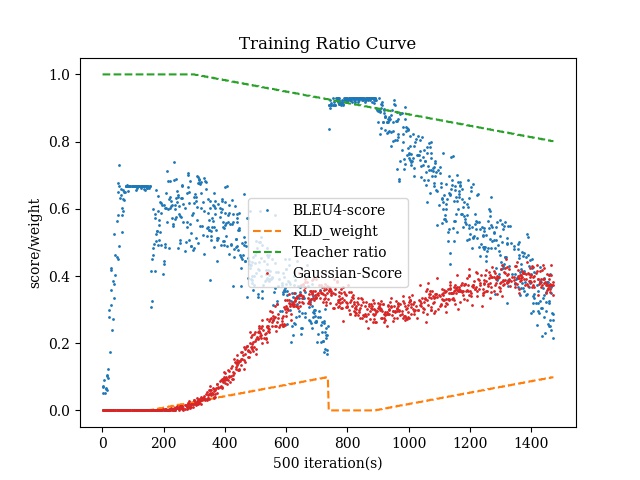 Training Ratio Curve
1.0
0.8
0.6
0.4
0.2
0.0
score/weight
BLEU4-score
KLD_weight
Teacher ratio
Gaussian-Score
0 200 400 600 800 1000 1200 1400
500 iteration(s)